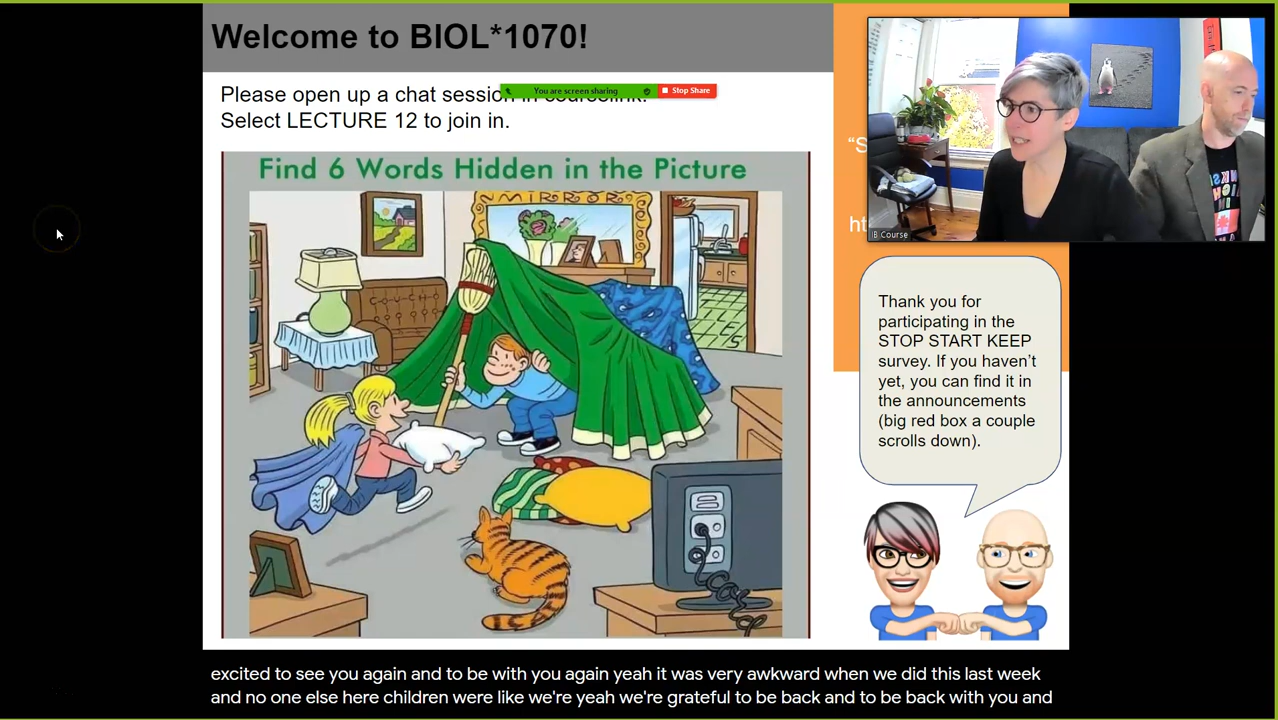 Welcome to BIOL*1070!
Please open up a chat session in courselink.
Select LECTURE 12 to join in.
You are screen sharing
Stop Share
Find 6 Words Hidden in the Picture
MIRROR
COUCH
TILES
“S
ht
B Course
Thank you for
participating in the
STOP START KEEP
survey. If you haven’t
yet, you can find it in
the announcements
(big red box a couple
scrolls down).
excited to see you again and to be with you again yeah it was very awkward when we did this last week
and no one else here children were like we're yeah we're grateful to be back and to be back with you and